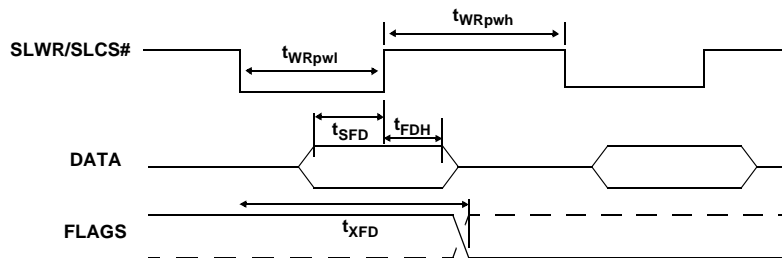 SLWR/SLCS#
tWRpwl
tWRpwh
DATA
tSFD
tFDH
FLAGS
tXFD